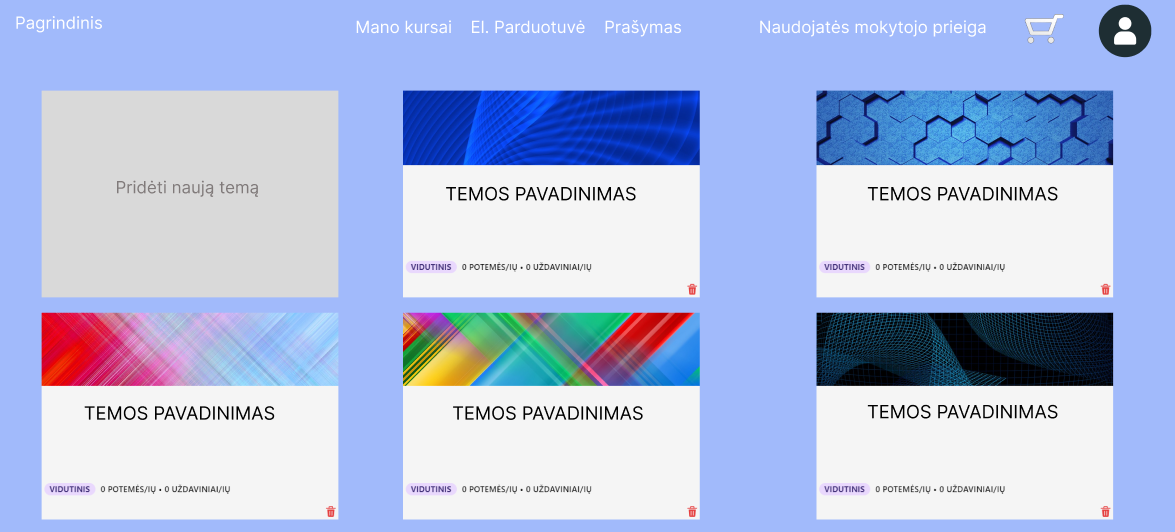 Pagrindinis
Mano kursai
El. Parduotuvė
Prašymas
Naudojatės mokytojo prieiga
Pridėti naują temą
TEMOS PAVADINIMAS
VIDUTINIS 0 POTEMĖS/IŲ • 0 UŽDAVINIAI/IŲ
TEMOS PAVADINIMAS
VIDUTINIS 0 POTEMĖS/IŲ • 0 UŽDAVINIAI/IŲ
TEMOS PAVADINIMAS
VIDUTINIS 0 POTEMĖS/IŲ • 0 UŽDAVINIAI/IŲ
TEMOS PAVADINIMAS
VIDUTINIS 0 POTEMĖS/IŲ • 0 UŽDAVINIAI/IŲ
TEMOS PAVADINIMAS
VIDUTINIS 0 POTEMĖS/IŲ • 0 UŽDAVINIAI/IŲ